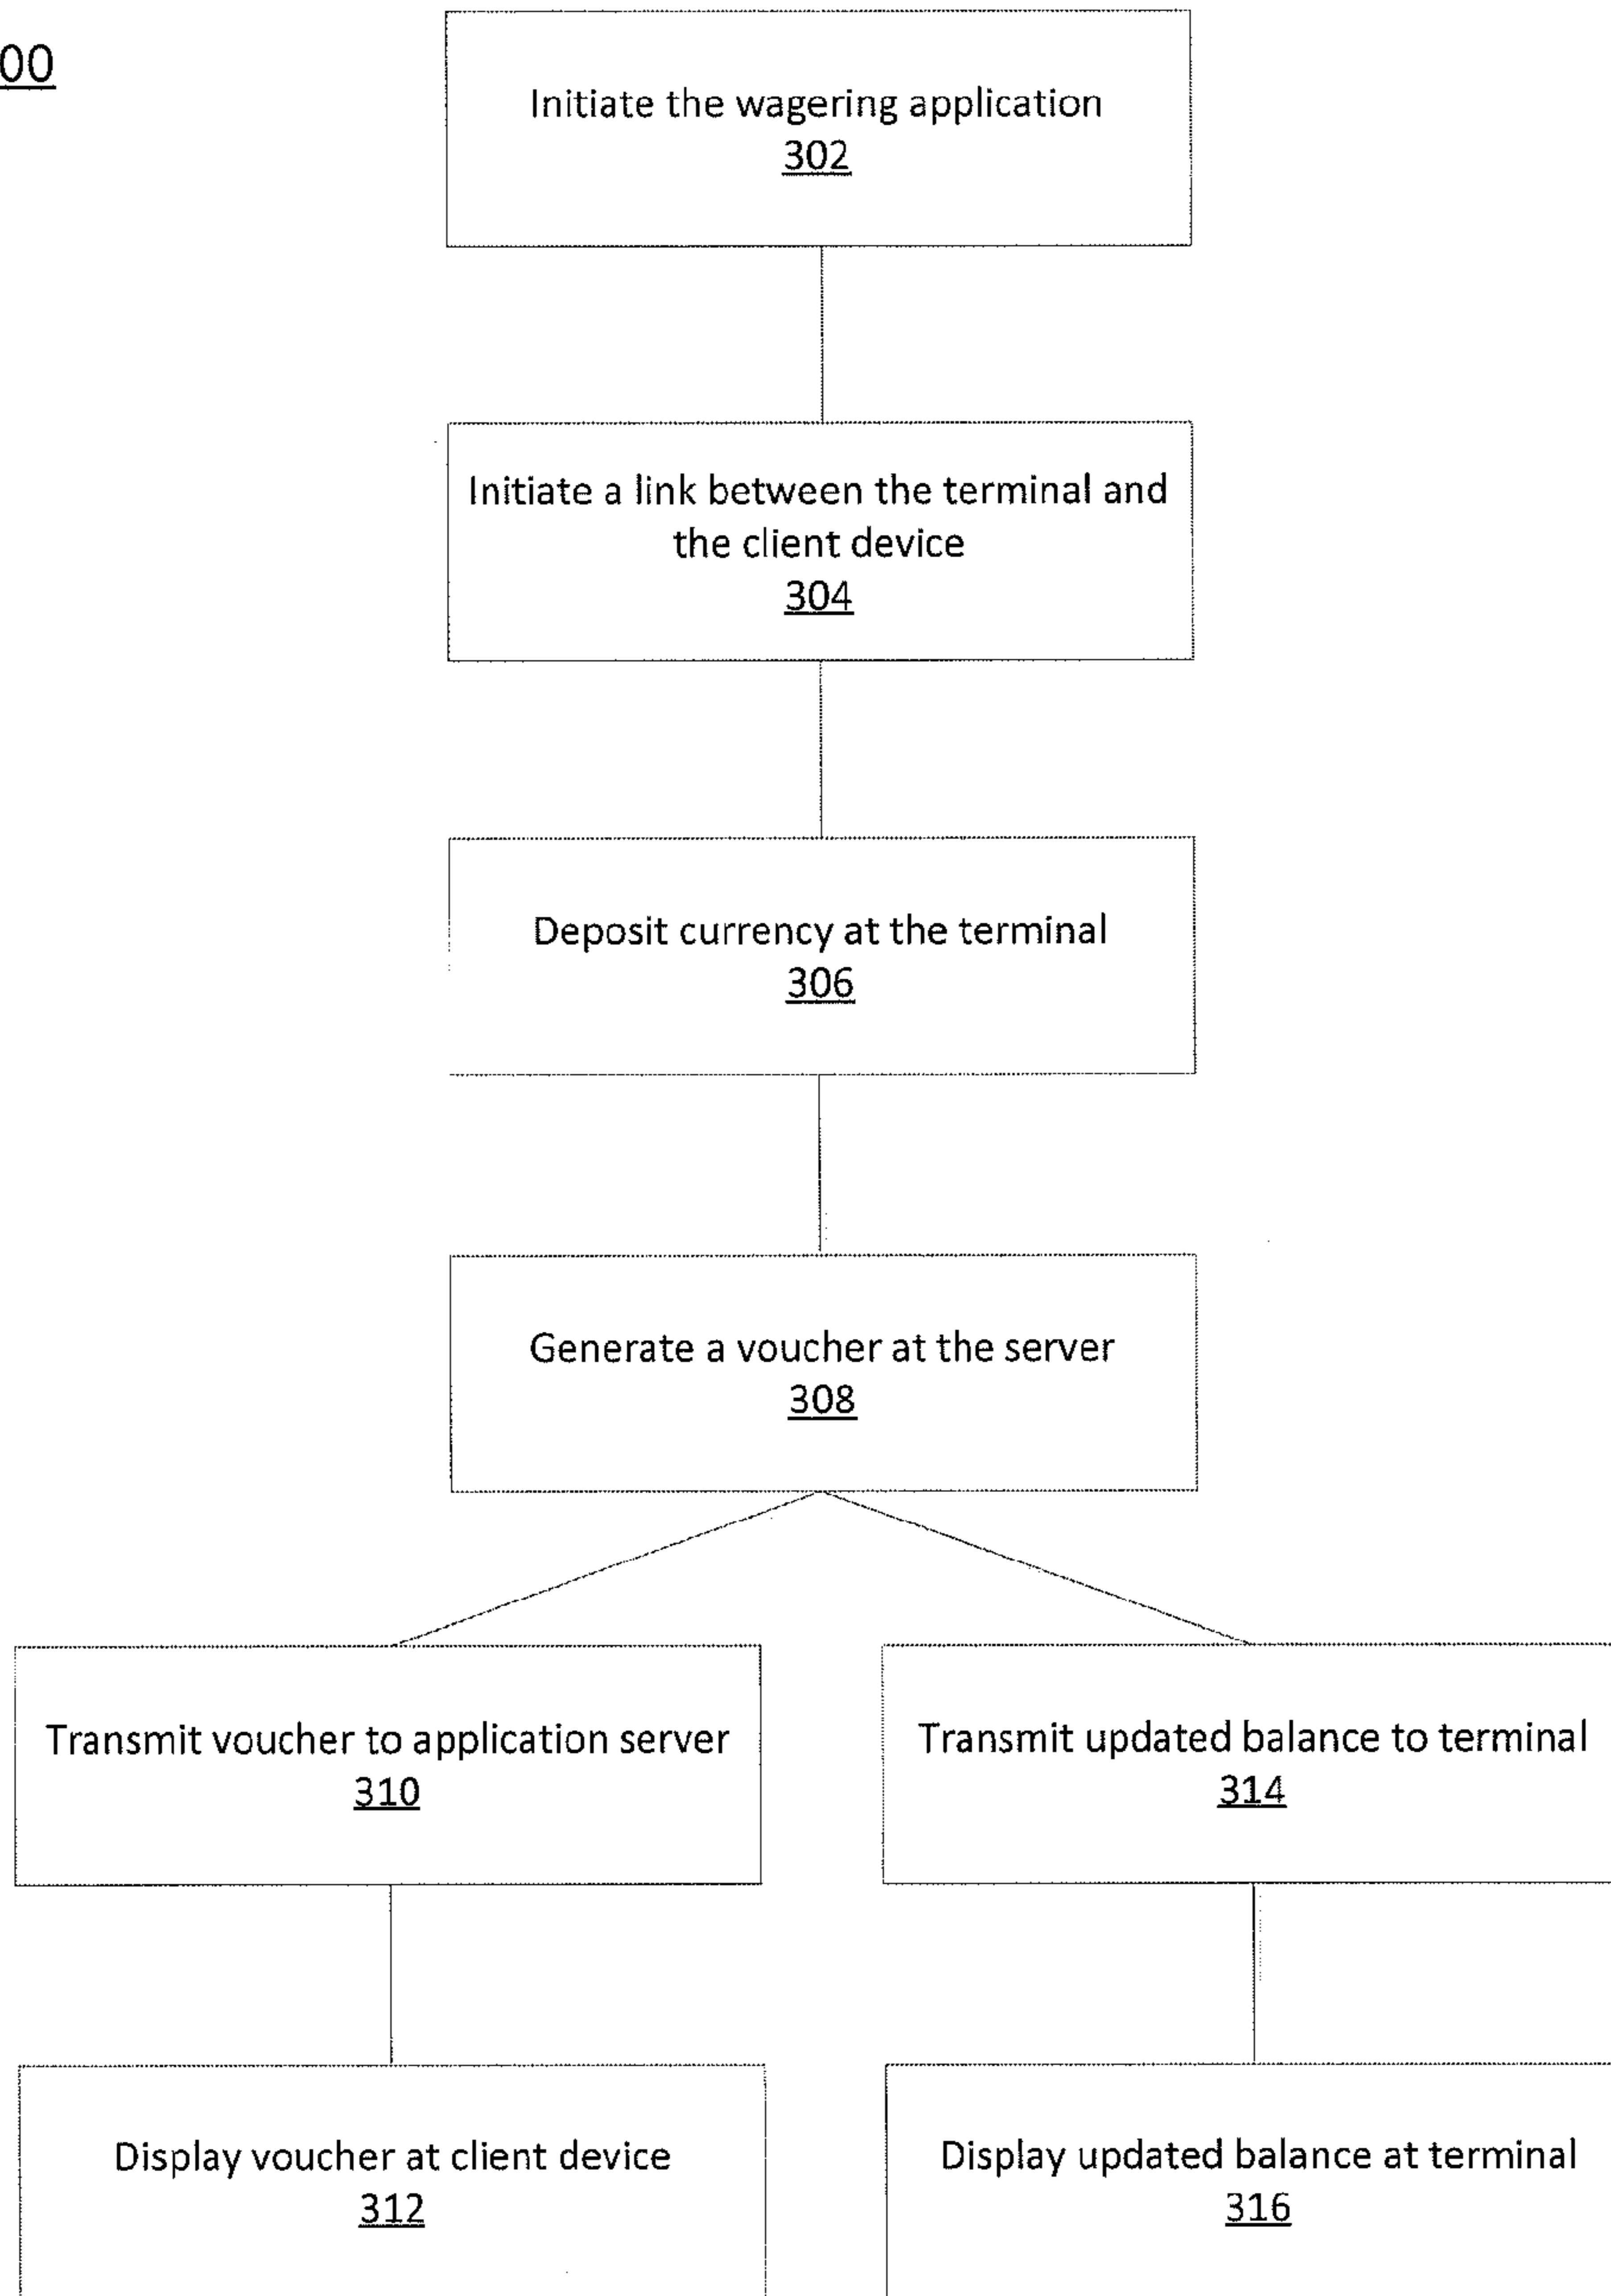 00
Initiate the wagering application
302
Initiate a link between the terminal and
the client device
304
Deposit currency at the terminal
306
Generate a voucher at the server
308
Transmit voucher to application server
310
Transmit updated balance to terminal
314
Display voucher at client device
312
Display updated balance at terminal
316